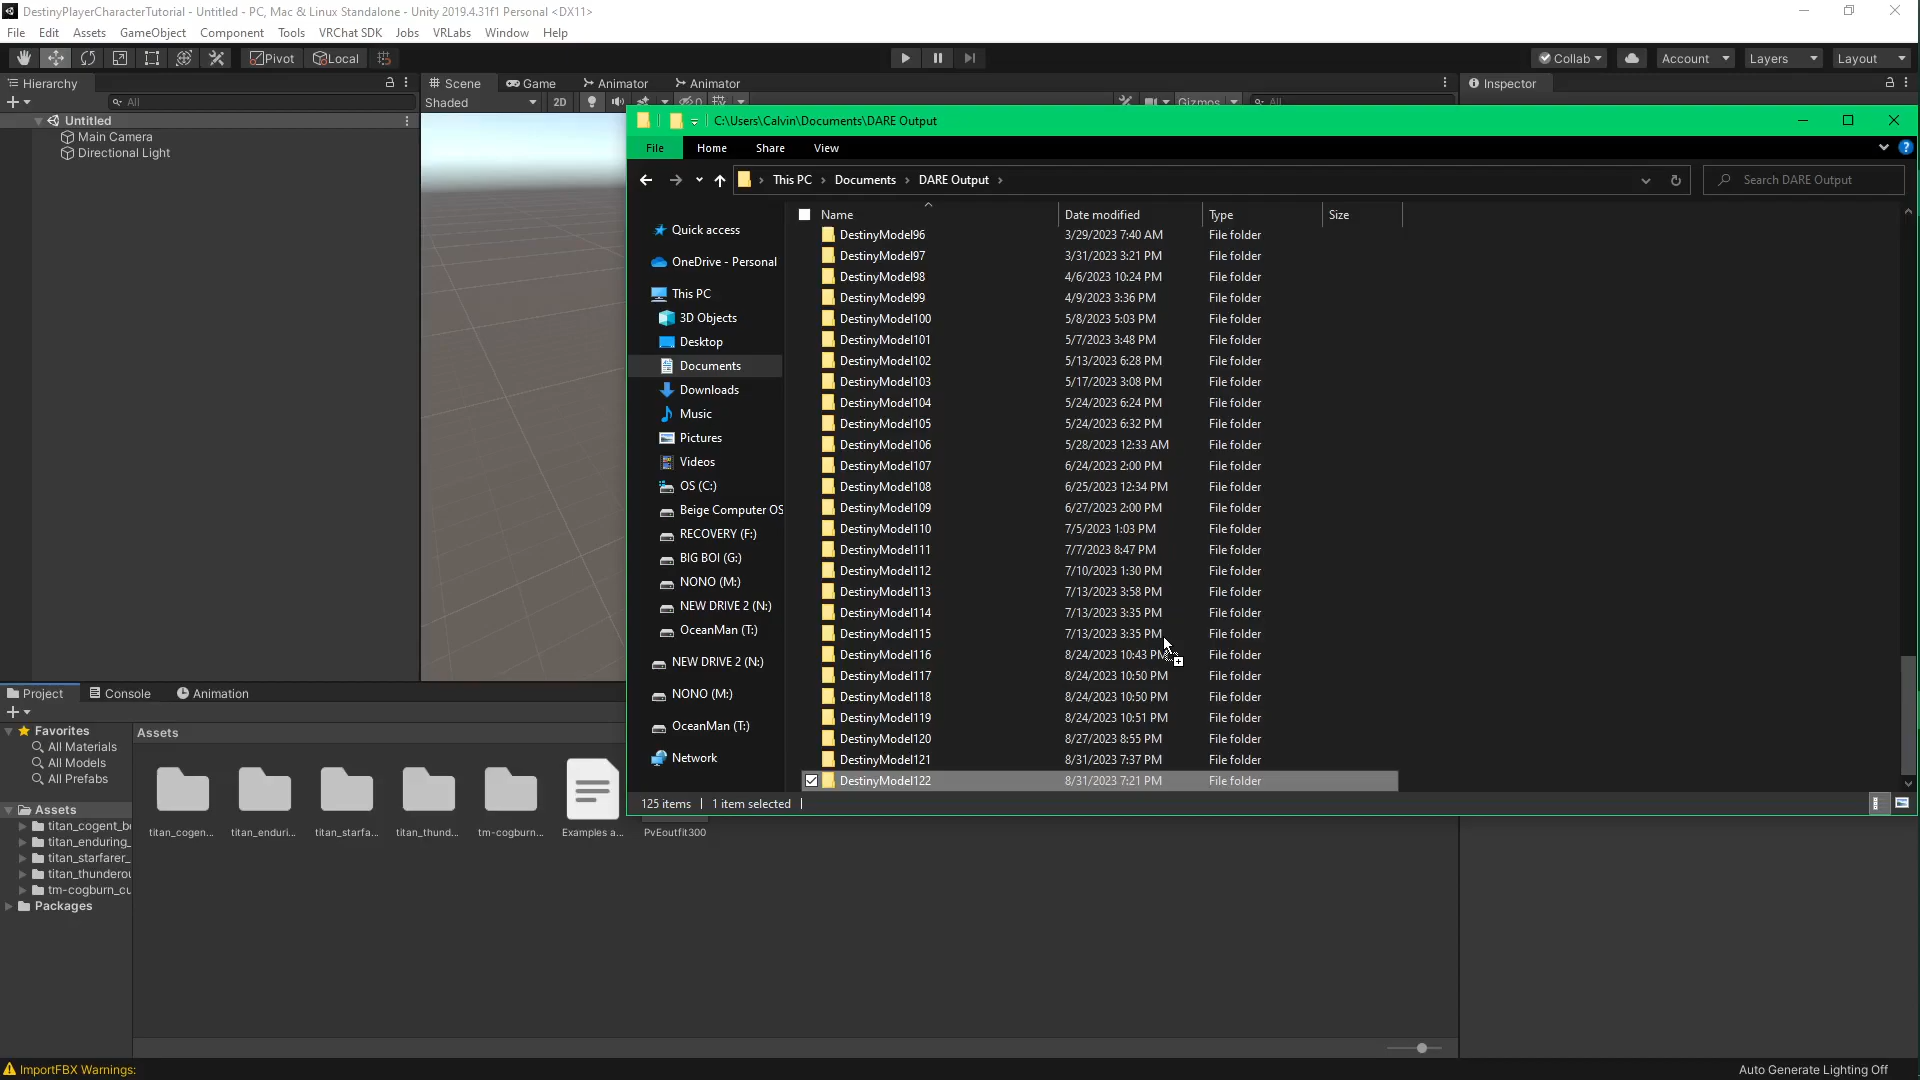 DestinyPlayerCharacterTutorial - Untitled - PC, Mac & Linux Standalone - Unity 2019.4.31f1 Personal <DX11>
File Edit Assets GameObject Component Tools VRChat SDK Jobs VRLabs Window Help
Pivot Local Collab Account Layers Layout
Hierarchy
Scene Game Animator Animator
Inspector
All
Shaded 2D 0 Gizmos All
Untitled
Main Camera
Directional Light
C:\Users\Calvin\Documents\DARE Output
File Home Share View
This PC > Documents > DARE Output >
Search DARE Output
Quick access
OneDrive - Personal
This PC
3D Objects
Desktop
Documents
Downloads
Music
Pictures
Videos
OS (C:)
Beige Computer OS
RECOVERY (F:)
BIG BOI (G:)
NONO (M:)
NEW DRIVE 2 (N:)
OceanMan (T:)
NEW DRIVE 2 (N:)
NONO (M:)
OceanMan (T:)
Network
Name Date modified Type Size
DestinyModel96 3/29/2023 7:40 AM File folder
DestinyModel97 3/31/2023 3:21 PM File folder
DestinyModel98 4/6/2023 10:24 PM File folder
DestinyModel99 4/9/2023 3:36 PM File folder
DestinyModel100 5/8/2023 5:03 PM File folder
DestinyModel101 5/7/2023 3:48 PM File folder
DestinyModel102 5/13/2023 6:28 PM File folder
DestinyModel103 5/17/2023 3:08 PM File folder
DestinyModel104 5/24/2023 6:24 PM File folder
DestinyModel105 5/24/2023 6:32 PM File folder
DestinyModel106 5/28/2023 12:33 AM File folder
DestinyModel107 6/24/2023 2:00 PM File folder
DestinyModel108 6/25/2023 12:34 PM File folder
DestinyModel109 6/27/2023 2:00 PM File folder
DestinyModel110 7/5/2023 1:03 PM File folder
DestinyModel111 7/7/2023 8:47 PM File folder
DestinyModel112 7/10/2023 1:30 PM File folder
DestinyModel113 7/13/2023 3:58 PM File folder
DestinyModel114 7/13/2023 3:35 PM File folder
DestinyModel115 7/13/2023 3:35 PM File folder
DestinyModel116 8/24/2023 10:43 PM File folder
DestinyModel117 8/24/2023 10:50 PM File folder
DestinyModel118 8/24/2023 10:50 PM File folder
DestinyModel119 8/24/2023 10:51 PM File folder
DestinyModel120 8/27/2023 8:55 PM File folder
DestinyModel121 8/31/2023 7:37 PM File folder
DestinyModel122 8/31/2023 7:21 PM File folder
125 items 1 item selected
Project Console Animation
Favorites
All Materials
All Models
All Prefabs
Assets
titan_cogent_b
titan_enduring_
titan_starfarer_
titan_thundero
tm-cogburn_cu
Packages
Assets
titan_cogen... titan_enduri... titan_starfa... titan_thund... tm-cogburn... Examples a... PvEoutfit300
ImportFBX Warnings:
Auto Generate Lighting Off